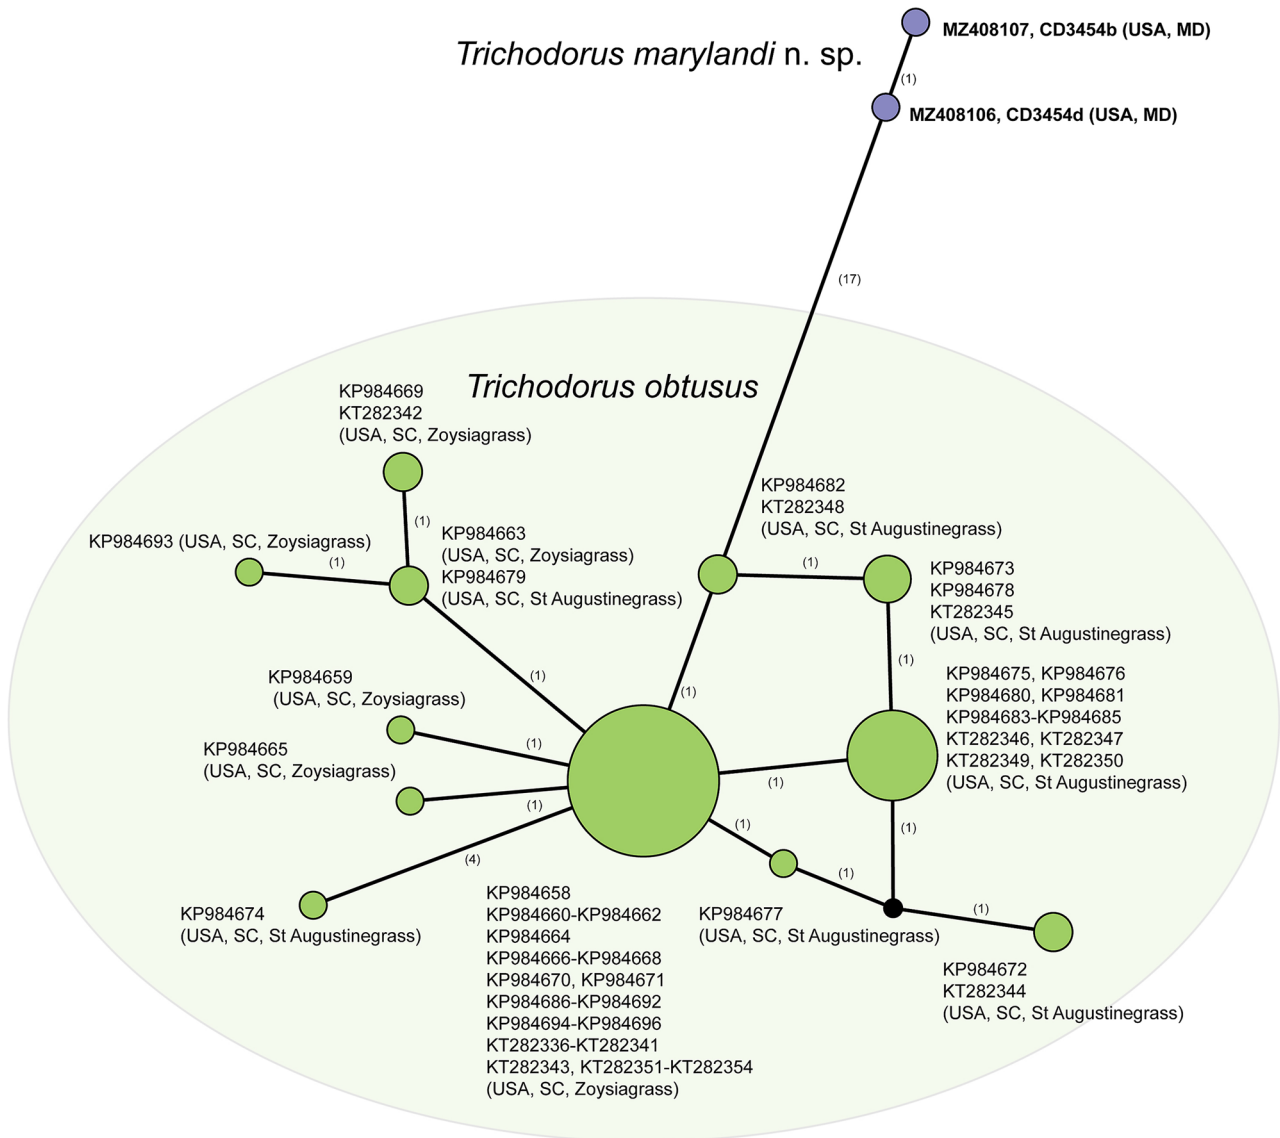 MZ408107, CD3454b (USA, MD)
Trichodorus marylandi n. sp.
(1)
MZ408106, CD3454d (USA, MD)
(17)
Trichodorus obtusus
KP984669
KT282342
(USA, SC, Zoysiagrass)
(1)
KP984693 (USA, SC, Zoysiagrass)
(1)
KP984663
(USA, SC, Zoysiagrass)
KP984679
(USA, SC, St Augustinegrass)
KP984682
KT282348
(USA, SC, St Augustinegrass)
(1)
KP984673
KP984678
KT282345
(USA, SC, St Augustinegrass)
(1)
(1)
(1)
KP984675, KP984676
KP984680, KP984681
KP984683-KP984685
KT282346, KT282347
KT282349, KT282350
(USA, SC, St Augustinegrass)
KP984659
(USA, SC, Zoysiagrass)
(1)
KP984665
(USA, SC, Zoysiagrass)
(1)
(1)
(1)
(1)
(4)
(1)
KP984674
(USA, SC, St Augustinegrass)
KP984658
KP984660-KP984662
KP984664
KP984666-KP984668
KP984670, KP984671
KP984686-KP984692
KP984694-KP984696
KT282336-KT282341
KT282343, KT282351-KT282354
(USA, SC, Zoysiagrass)
KP984677
(USA, SC, St Augustinegrass)
(1)
KP984672
KT282344
(USA, SC, St Augustinegrass)